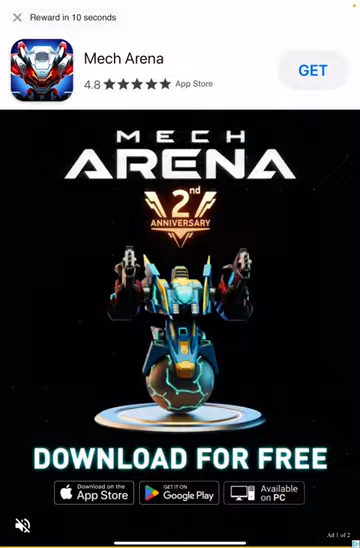 Reward in 10 seconds
Mech Arena
4.8 ★★★★★ App Store
GET
MECH
ARENA
2nd
ANNIVERSARY
DOWNLOAD FOR FREE
Download on the
App Store
GET IT ON
Google Play
Available
on PC
Ad 1 of 2